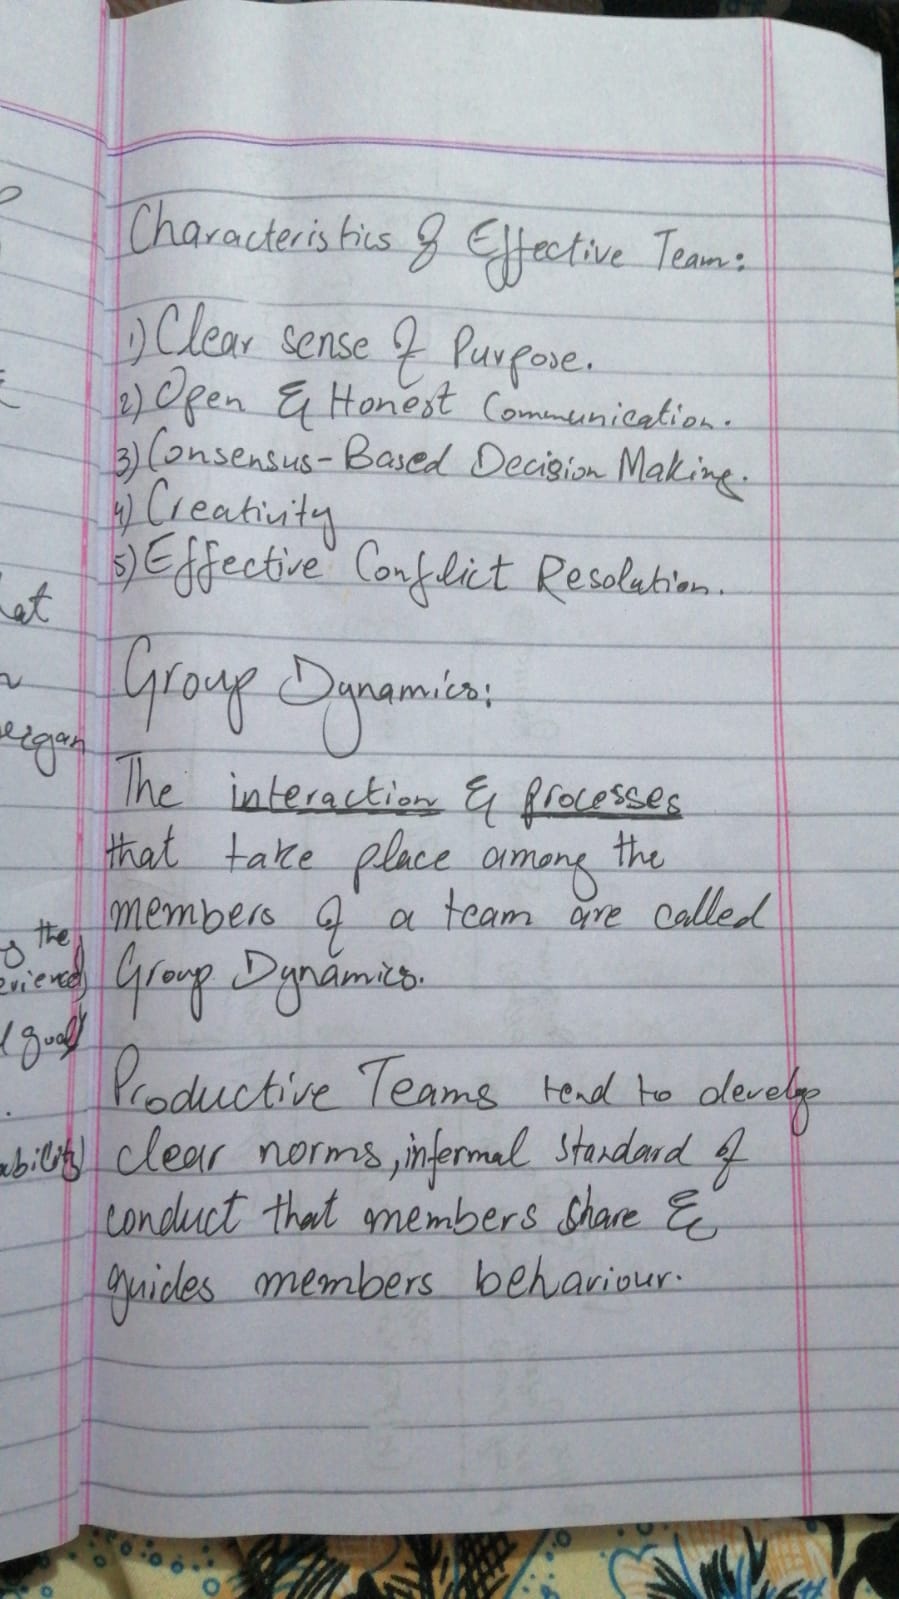 Characteristics of Effective Team:
1) Clear sense of Purpose.
2) Open & Honest Communication.
3) Consensus-Based Decision Making.
4) Creativity
5) Effective Conflict Resolution.
Group Dynamics:
The interaction & processes
that take place among the
members of a team are called
Group Dynamics.
Productive Teams tend to develop
clear norms, informal standard of
conduct that members share &
guides members behaviour.
the